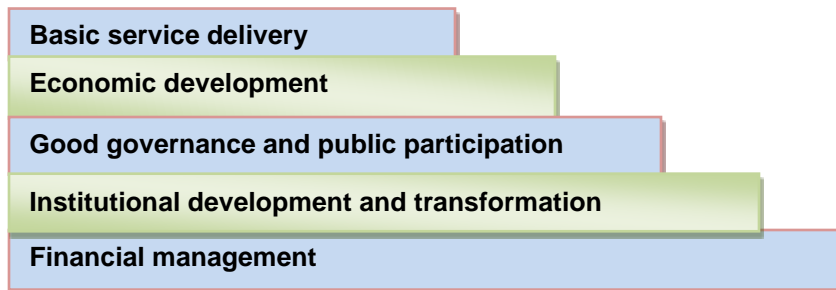 Basic service delivery
Economic development
Good governance and public participation
Institutional development and transformation
Financial management